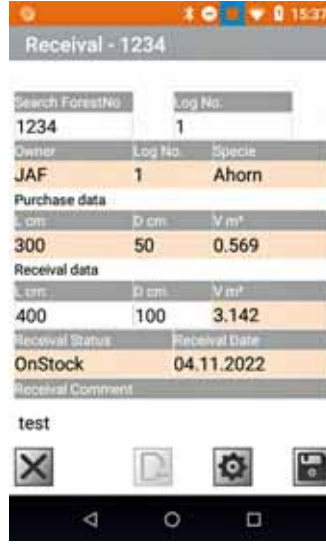 15:37
Receival - 1234
Search ForestNo Log No.
1234 1
Owner Log No. Specie
JAF 1 Ahorn
Purchase data
L cm D cm V m³
300 50 0.569
Receival data
L cm D cm V m³
400 100 3.142
Receival Status Receival Date
OnStock 04.11.2022
Receival Comment
test